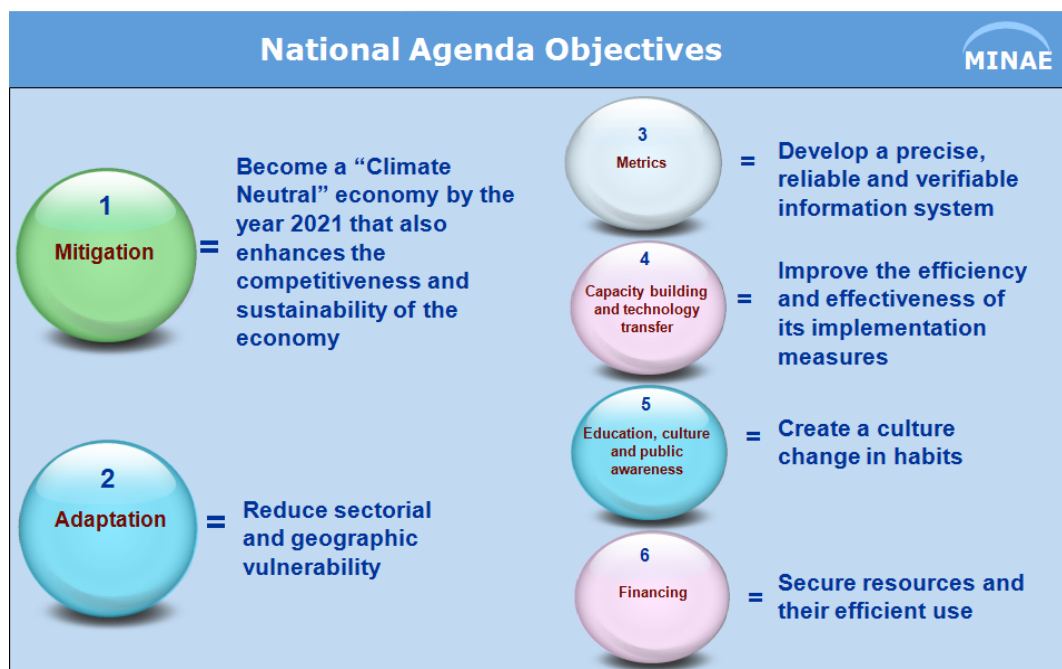 National Agenda Objectives
MINAE
1
Mitigation
=
Become a “Climate
Neutral” economy by the
year 2021 that also
enhances the
competitiveness and
sustainability of the
economy
2
Adaptation
=
Reduce sectorial
and geographic
vulnerability
3
Metrics
=
Develop a precise,
reliable and verifiable
information system
4
Capacity building
and technology
transfer
=
Improve the efficiency
and effectiveness of
its implementation
measures
5
Education, culture
and public
awareness
=
Create a culture
change in habits
6
Financing
=
Secure resources and
their efficient use